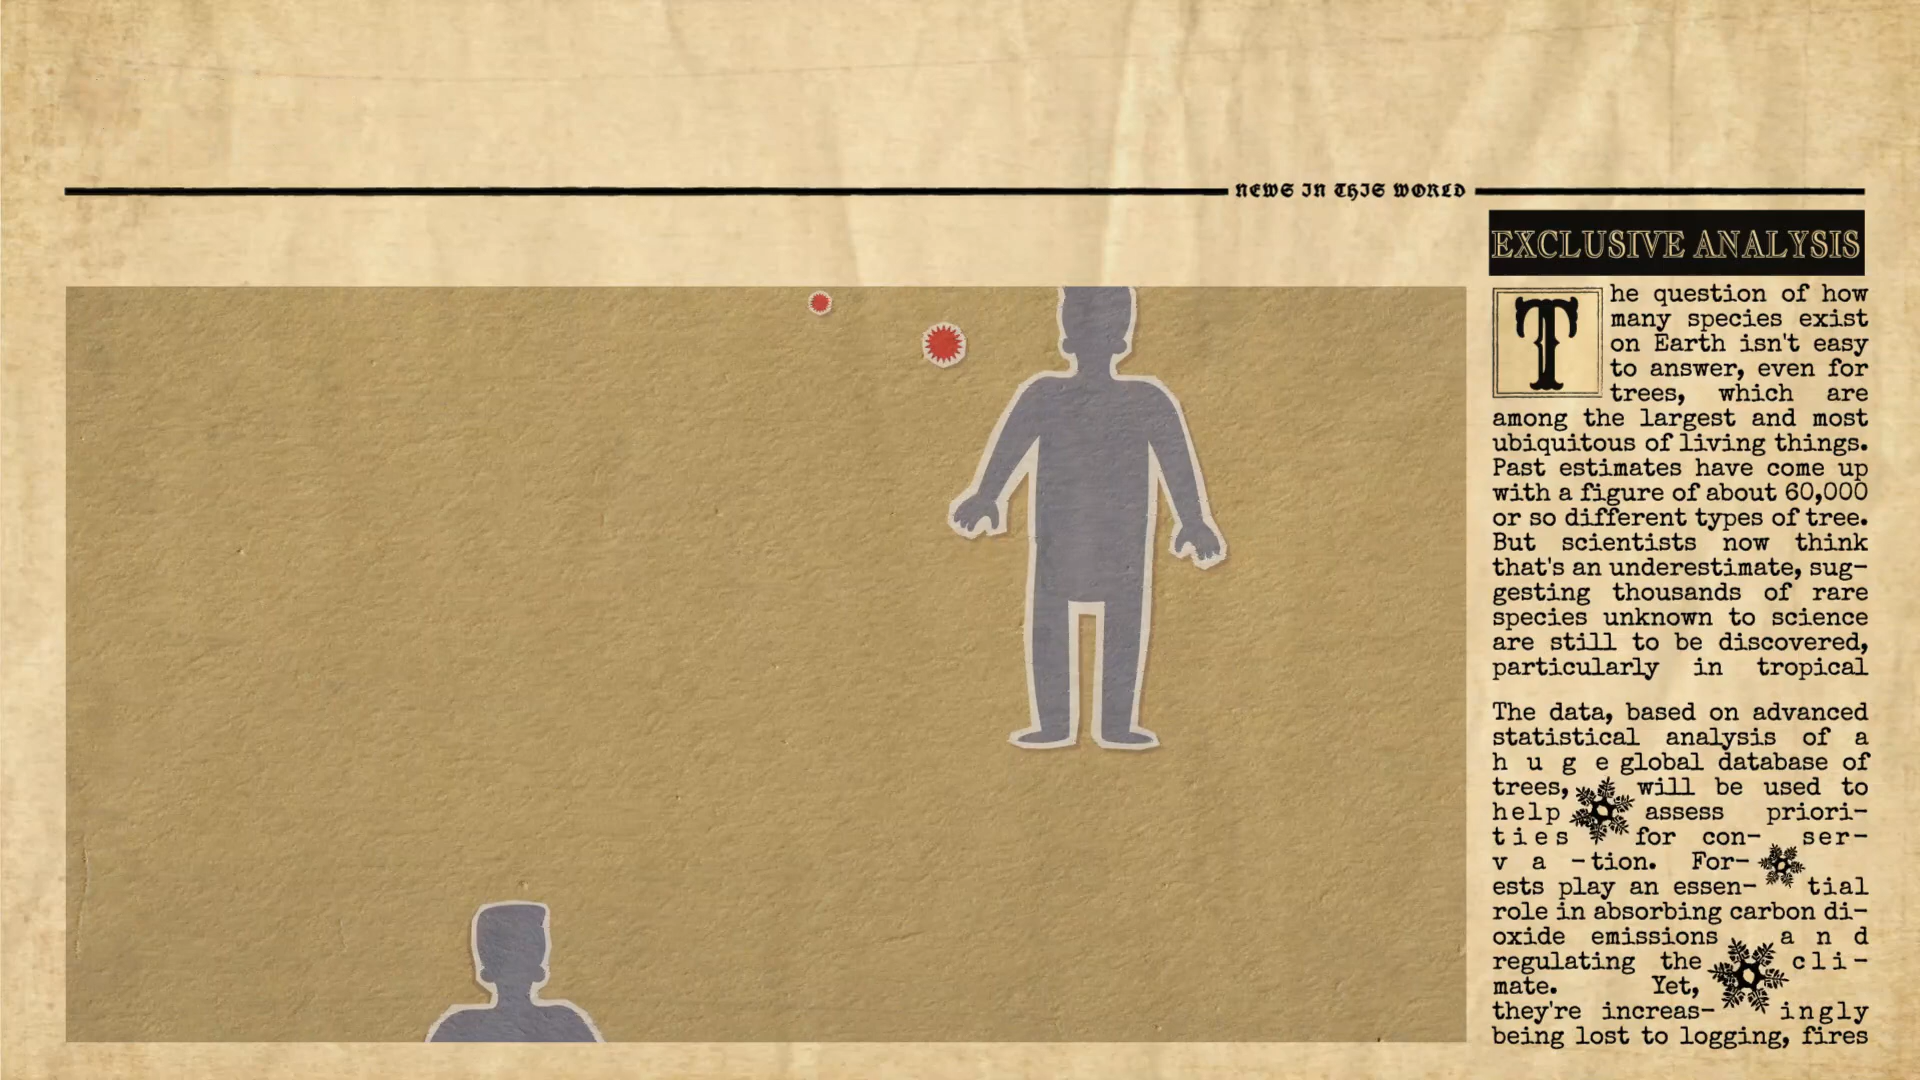 NEWS IN THIS WORLD
EXCLUSIVE ANALYSIS
The question of how
many species exist
on Earth isn't easy
to answer, even for
trees, which are
among the largest and most
ubiquitous of living things.
Past estimates have come up
with a figure of about 60,000
or so different types of tree.
But scientists now think
that's an underestimate, sug-
gesting thousands of rare
species unknown to science
are still to be discovered,
particularly in tropical
The data, based on advanced
statistical analysis of a
huge global database of
trees, will be used to
help assess priori-
ties for con- ser-
va -tion. For-
ests play an essen- tial
role in absorbing carbon di-
oxide emissions and
regulating the cli-
mate. Yet,
they're increas- ingly
being lost to logging, fires